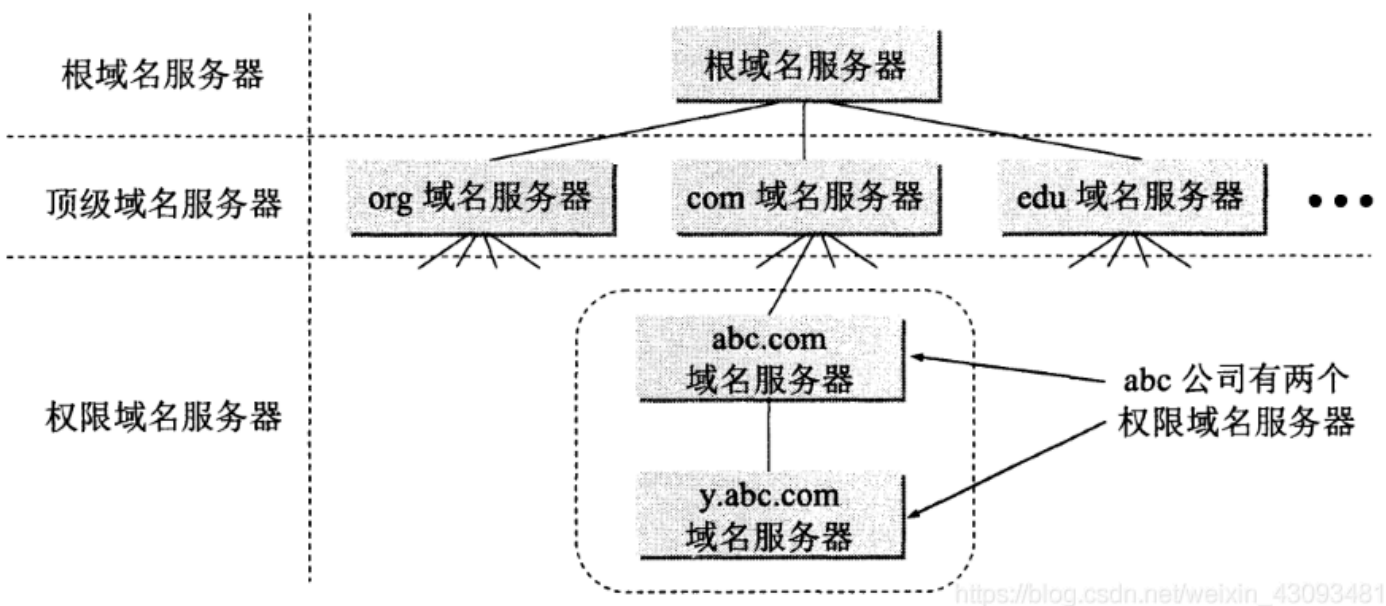 根域名服务器
根域名服务器
顶级域名服务器
org 域名服务器
com 域名服务器
edu 域名服务器
•••
权限域名服务器
abc.com
域名服务器
y.abc.com
域名服务器
abc 公司有两个
权限域名服务器
https://blog.csdn.net/weixin_43093481